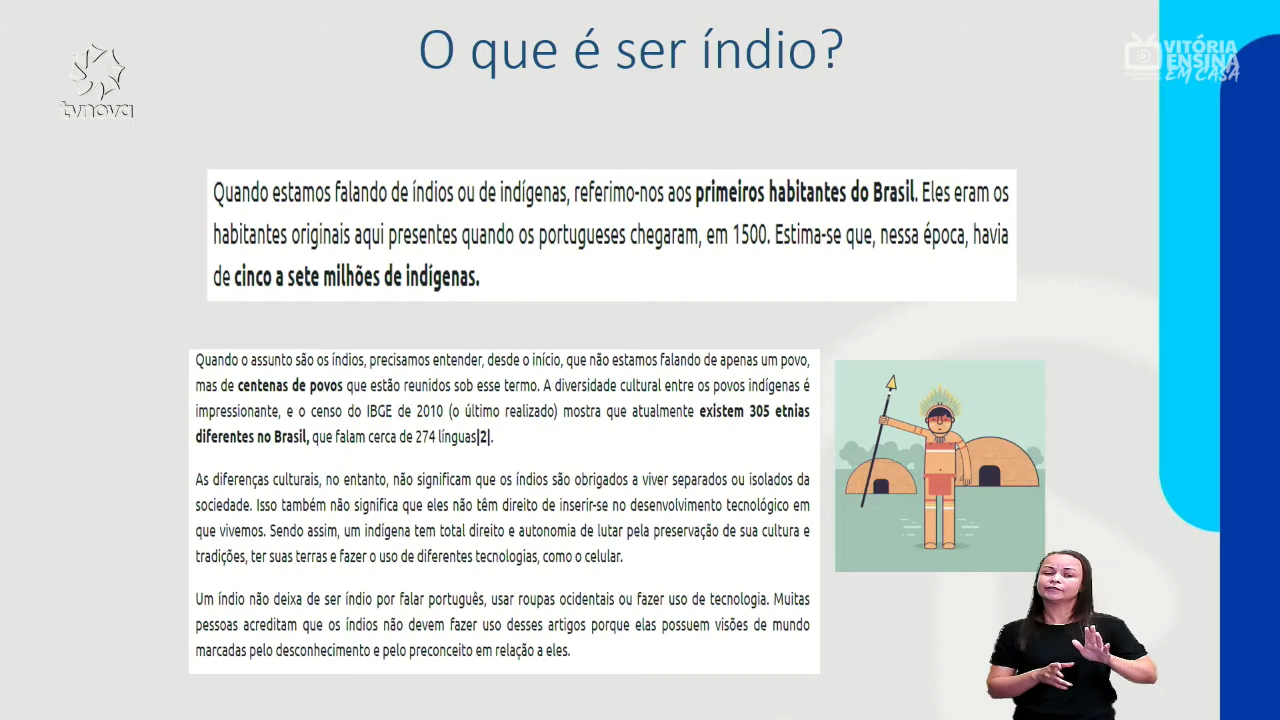 O que é ser índio?
tvnova
VITÓRIA
ENSINA
EM CASA
Quando estamos falando de índios ou de indígenas, referimo-nos aos primeiros habitantes do Brasil. Eles eram os
habitantes originais aqui presentes quando os portugueses chegaram, em 1500. Estima-se que, nessa época, havia
de cinco a sete milhões de indígenas.
Quando o assunto são os índios, precisamos entender, desde o início, que não estamos falando de apenas um povo,
mas de centenas de povos que estão reunidos sob esse termo. A diversidade cultural entre os povos indígenas é
impressionante, e o censo do IBGE de 2010 (o último realizado) mostra que atualmente existem 305 etnias
diferentes no Brasil, que falam cerca de 274 línguas|2|.
As diferenças culturais, no entanto, não significam que os índios são obrigados a viver separados ou isolados da
sociedade. Isso também não significa que eles não têm direito de inserir-se no desenvolvimento tecnológico em
que vivemos. Sendo assim, um indígena tem total direito e autonomia de lutar pela preservação de sua cultura e
tradições, ter suas terras e fazer o uso de diferentes tecnologias, como o celular.
Um índio não deixa de ser índio por falar português, usar roupas ocidentais ou fazer uso de tecnologia. Muitas
pessoas acreditam que os índios não devem fazer uso desses artigos porque elas possuem visões de mundo
marcadas pelo desconhecimento e pelo preconceito em relação a eles.